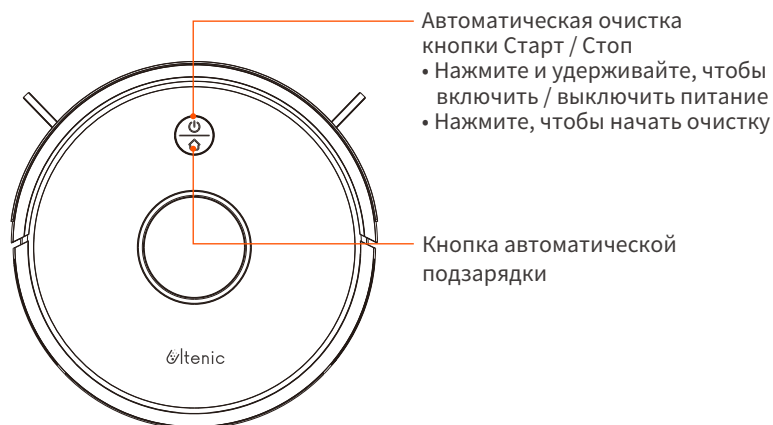 Автоматическая очистка
кнопки Старт / Стоп
• Нажмите и удерживайте, чтобы
включить / выключить питание
• Нажмите, чтобы начать очистку
Кнопка автоматической
подзарядки
Ultenic